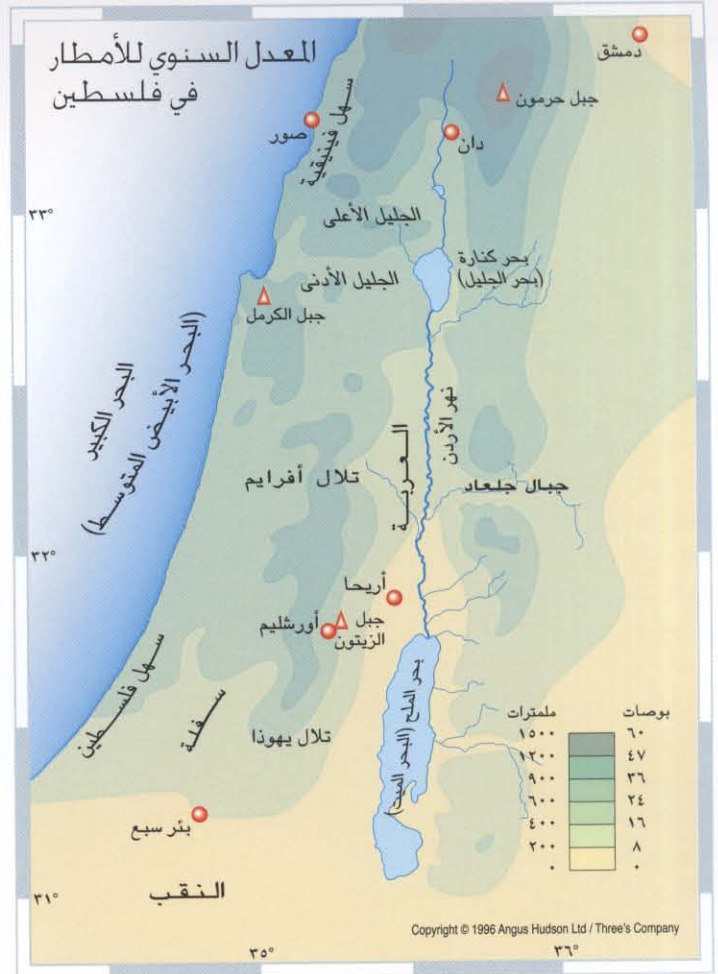 المعدل السنوي للأمطار
في فلسطين
دمشق
جبل حرمون
صور
سهل فينيقية
دان
٣٣°
الجليل الأعلى
بحر كنارة
(بحر الجليل)
الجليل الأدنى
جبل الكرمل
البحر الكبير
(البحر الأبيض المتوسط)
نهر الأردن
العربة
تلال أفرايم
جبال جلعاد
٣٢°
أريحا
جبل
الزيتون
أورشليم
سهل فلسطين
سفلة
تلال يهوذا
بحر الملح (البحر الميت)
بئر سبع
النقب
ملمترات
بوصات
١٥٠٠ ٦٠
١٢٠٠ ٤٧
٩٠٠ ٣٦
٦٠٠ ٢٤
٤٠٠ ١٦
٢٠٠ ٨
٠ ٠
٣١°
Copyright © 1996 Angus Hudson Ltd / Three's Company
٣٥°
٣٦°